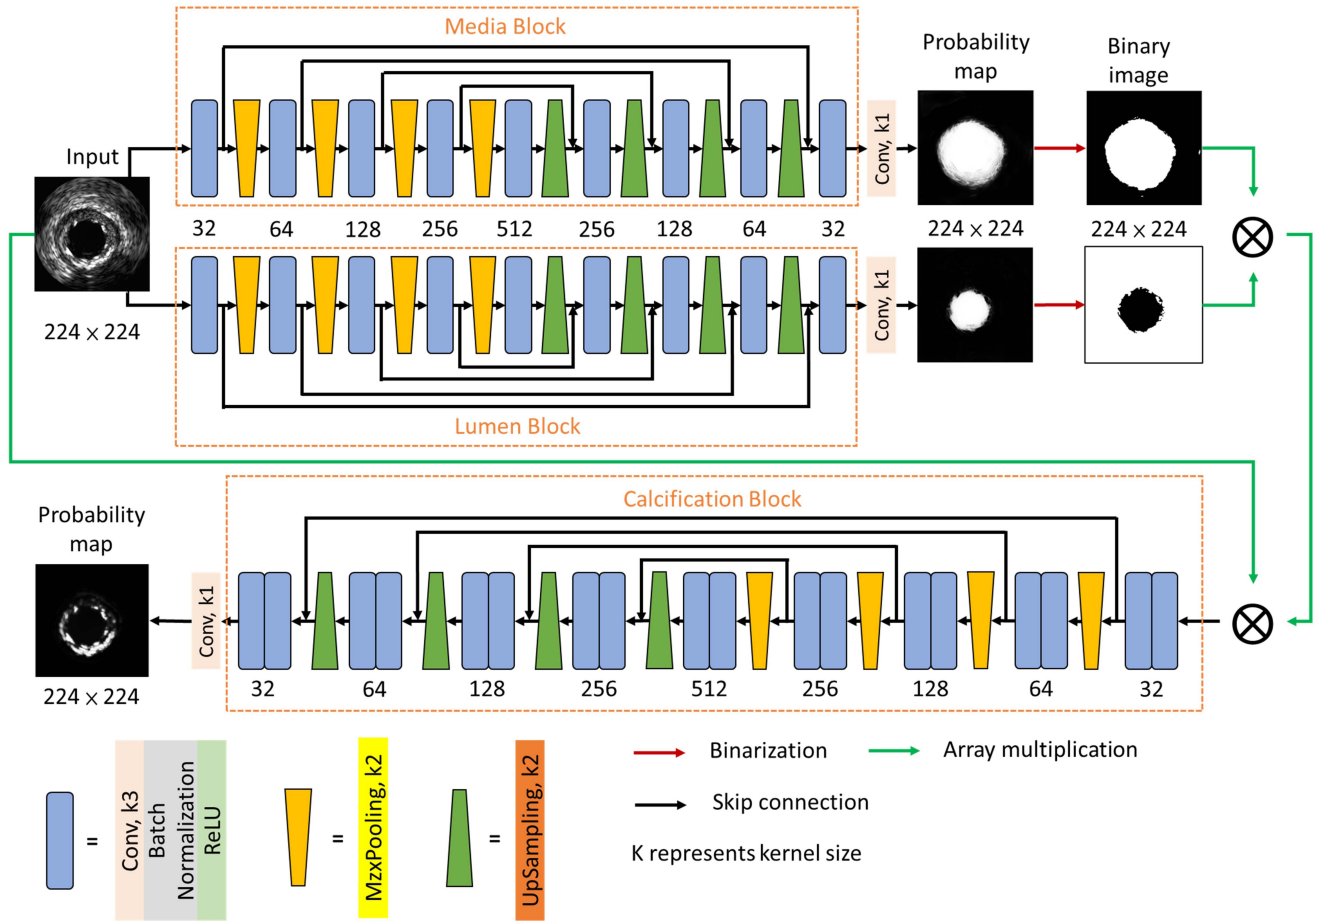 Media Block
Probability
map
Binary
image
Input
Conv, k1
224 × 224
32 64 128 256 512 256 128 64 32
224 × 224 224 × 224
Conv, k1
Lumen Block
Calcification Block
Probability
map
Conv, k1
224 × 224
32 64 128 256 512 256 128 64 32
= Conv, k3
Batch
Normalization
ReLU
= MzxPooling, k2
= UpSampling, k2
Binarization
Array multiplication
Skip connection
K represents kernel size